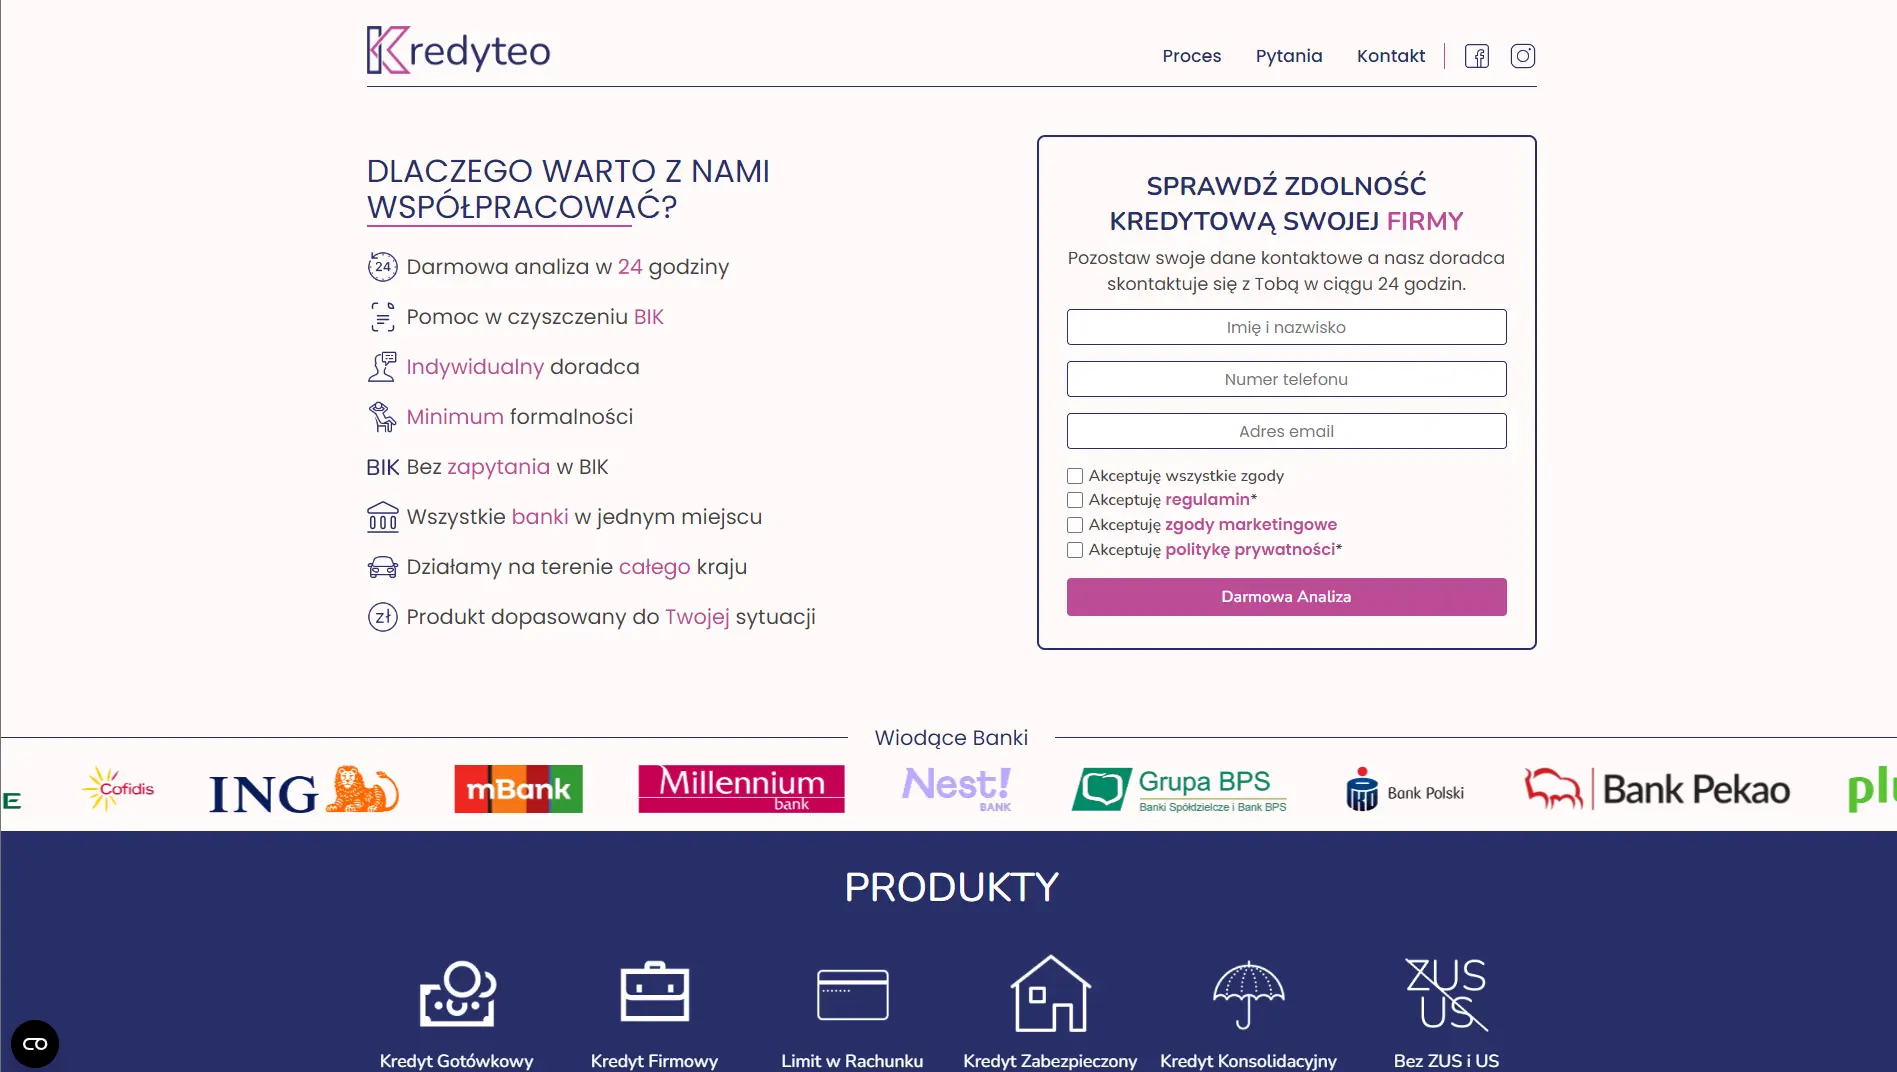 Kredyteo
Proces
Pytania
Kontakt
DLACZEGO WARTO Z NAMI
WSPÓŁPRACOWAĆ?
24 Darmowa analiza w 24 godziny
Pomoc w czyszczeniu BIK
Indywidualny doradca
Minimum formalności
BIK Bez zapytania w BIK
Wszystkie banki w jednym miejscu
Działamy na terenie całego kraju
zł Produkt dopasowany do Twojej sytuacji
SPRAWDŹ ZDOLNOŚĆ
KREDYTOWĄ SWOJEJ FIRMY
Pozostaw swoje dane kontaktowe a nasz doradca
skontaktuje się z Tobą w ciągu 24 godzin.
Imię i nazwisko
Numer telefonu
Adres email
Akceptuję wszystkie zgody
Akceptuję regulamin*
Akceptuję zgody marketingowe
Akceptuję politykę prywatności*
Darmowa Analiza
Wiodące Banki
E
Cofidis
ING
mBank
Millennium
bank
Nest!
BANK
Grupa BPS
Banki Spółdzielcze i Bank BPS
Bank Polski
Bank Pekao
plu
PRODUKTY
ZUS
US
Kredyt Gotówkowy
Kredyt Firmowy
Limit w Rachunku
Kredyt Zabezpieczony
Kredyt Konsolidacyjny
Bez ZUS i US